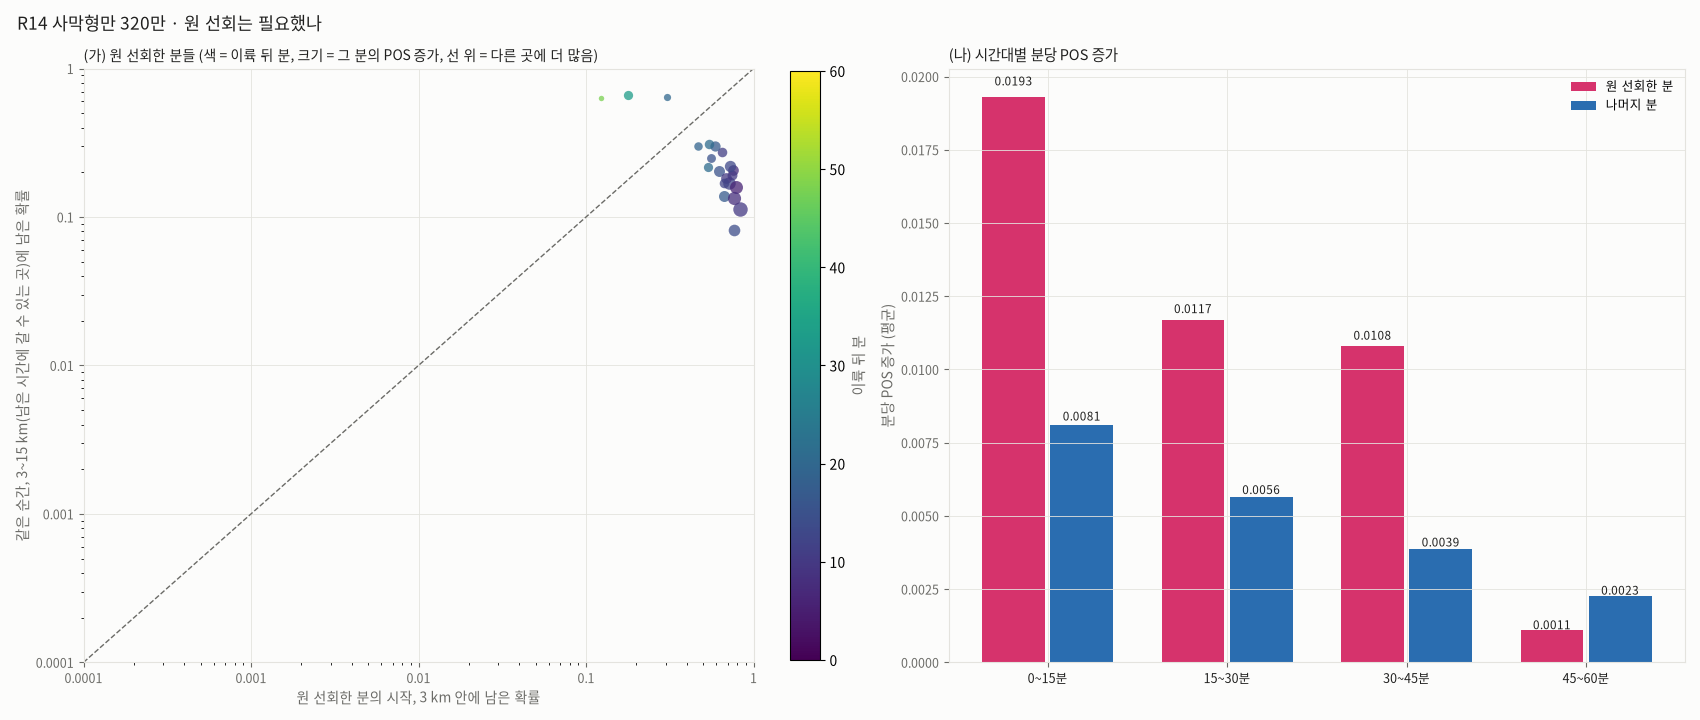 R14 사막형만 320만 · 원 선회는 필요했나
(가) 원 선회한 분들 (색 = 이륙 뒤 분, 크기 = 그 분의 POS 증가, 선 위 = 다른 곳에 더 많음)
같은 순간, 3~15 km(남은 시간에 갈 수 있는 곳)에 남은 확률
1
0.1
0.01
0.001
0.0001
0.0001
0.001
0.01
0.1
1
원 선회한 분의 시작, 3 km 안에 남은 확률
60
50
40
30
20
10
0
이륙 뒤 분
(나) 시간대별 분당 POS 증가
분당 POS 증가 (평균)
0.0200
0.0175
0.0150
0.0125
0.0100
0.0075
0.0050
0.0025
0.0000
원 선회한 분
나머지 분
0.0193
0.0081
0.0117
0.0056
0.0108
0.0039
0.0011
0.0023
0~15분
15~30분
30~45분
45~60분